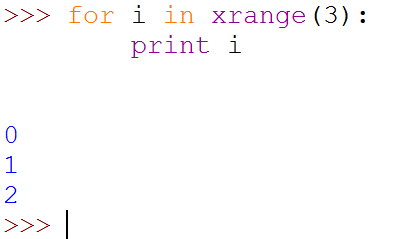 >>> for i in xrange(3):
        print i
0
1
2
>>>